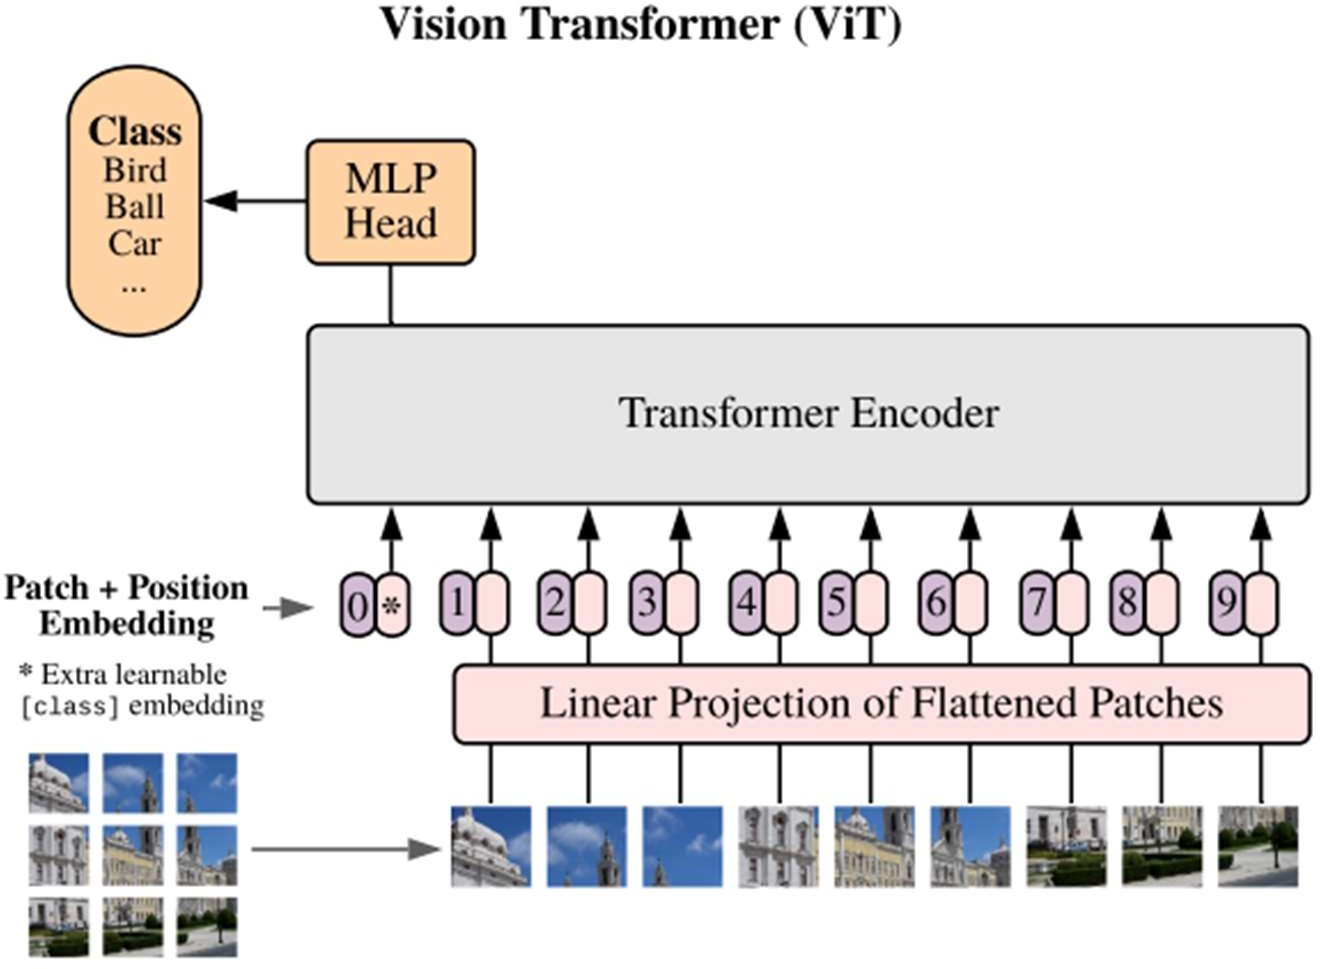 Vision Transformer (ViT)
Class
Bird
Ball
Car
...
MLP
Head
Transformer Encoder
Patch + Position
Embedding
0 * 1 2 3 4 5 6 7 8 9
* Extra learnable
[class] embedding
Linear Projection of Flattened Patches